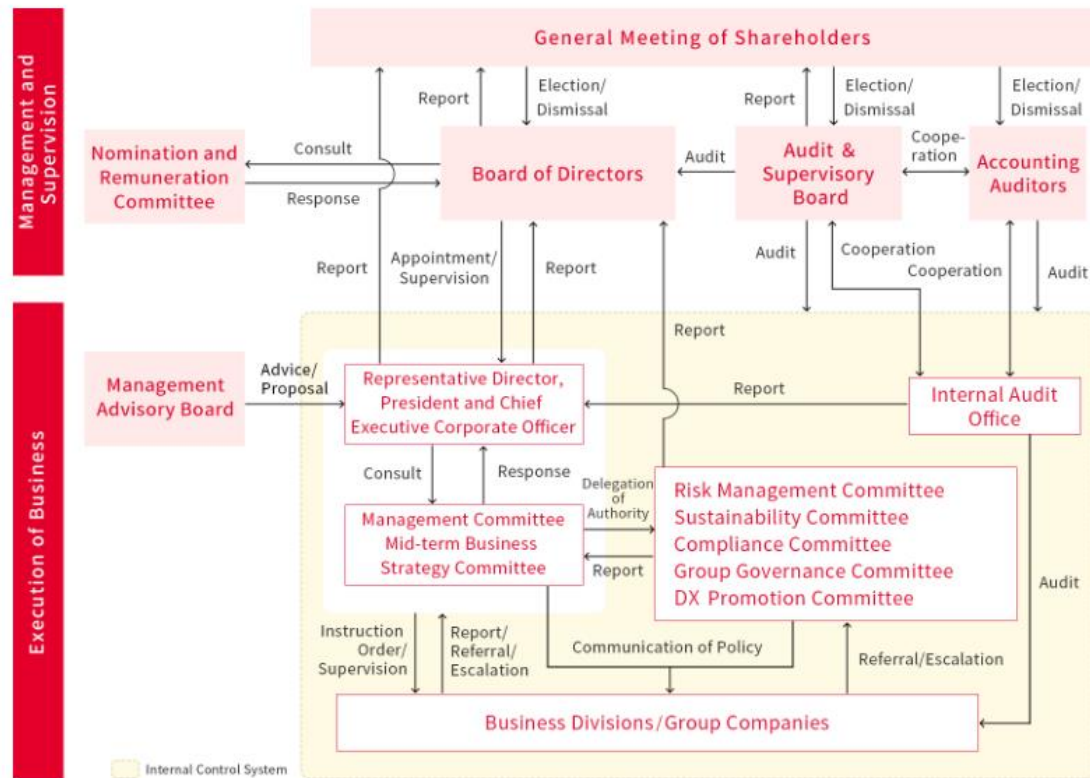 Management and
Supervision
General Meeting of Shareholders
Report
Election/
Dismissal
Report
Election/
Dismissal
Election/
Dismissal
Nomination and
Remuneration
Committee
Consult
Response
Board of Directors
Audit
Audit &
Supervisory
Board
Coope-
ration
Accounting
Auditors
Report
Appointment/
Supervision
Report
Audit
Cooperation
Cooperation
Audit
Execution of Business
Report
Management
Advisory Board
Advice/
Proposal
Representative Director,
President and Chief
Executive Corporate Officer
Report
Internal Audit
Office
Consult
Response
Delegation
of
Authority
Management Committee
Mid-term Business
Strategy Committee
Report
Risk Management Committee
Sustainability Committee
Compliance Committee
Group Governance Committee
DX Promotion Committee
Audit
Instruction
Order/
Supervision
Report/
Referral/
Escalation
Communication of Policy
Referral/Escalation
Business Divisions/Group Companies
Internal Control System